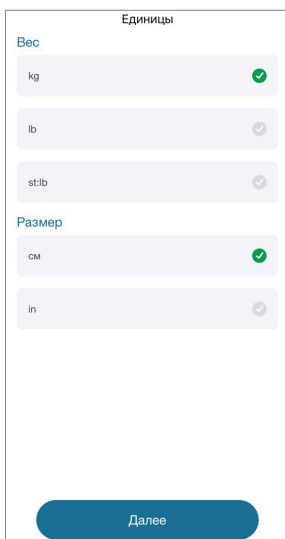 Единицы
Вес
kg
lb
st:lb
Размер
см
in
Далее